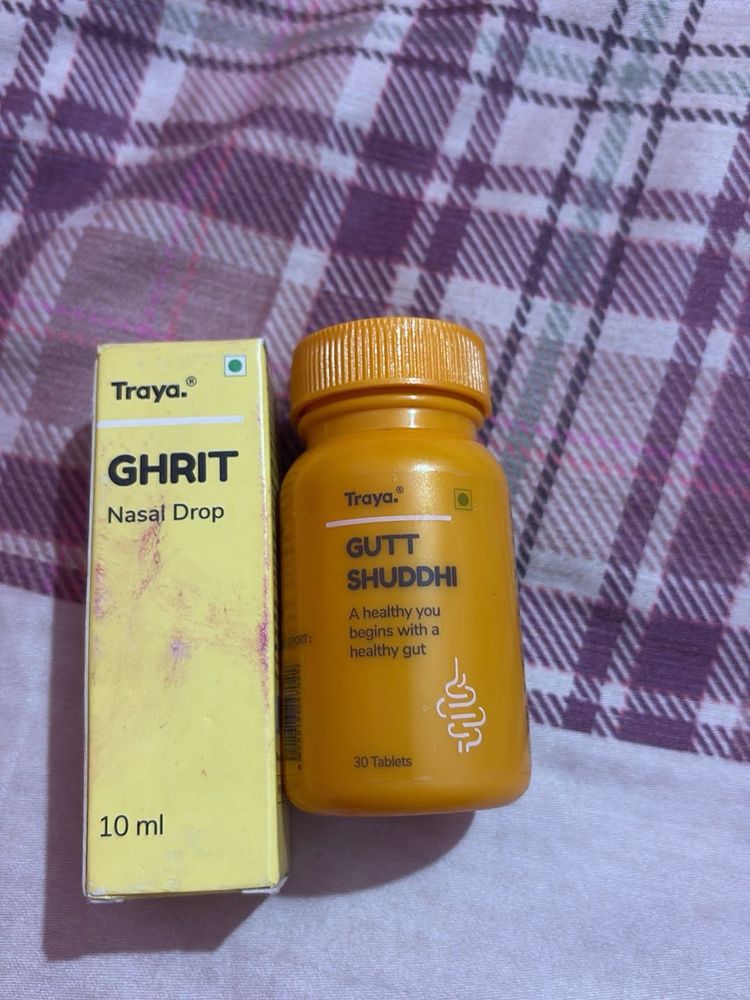 Traya.®
GHRIT
Nasal Drop
10 ml
Traya.®
GUTT
SHUDDHI
A healthy you
begins with a
healthy gut
30 Tablets